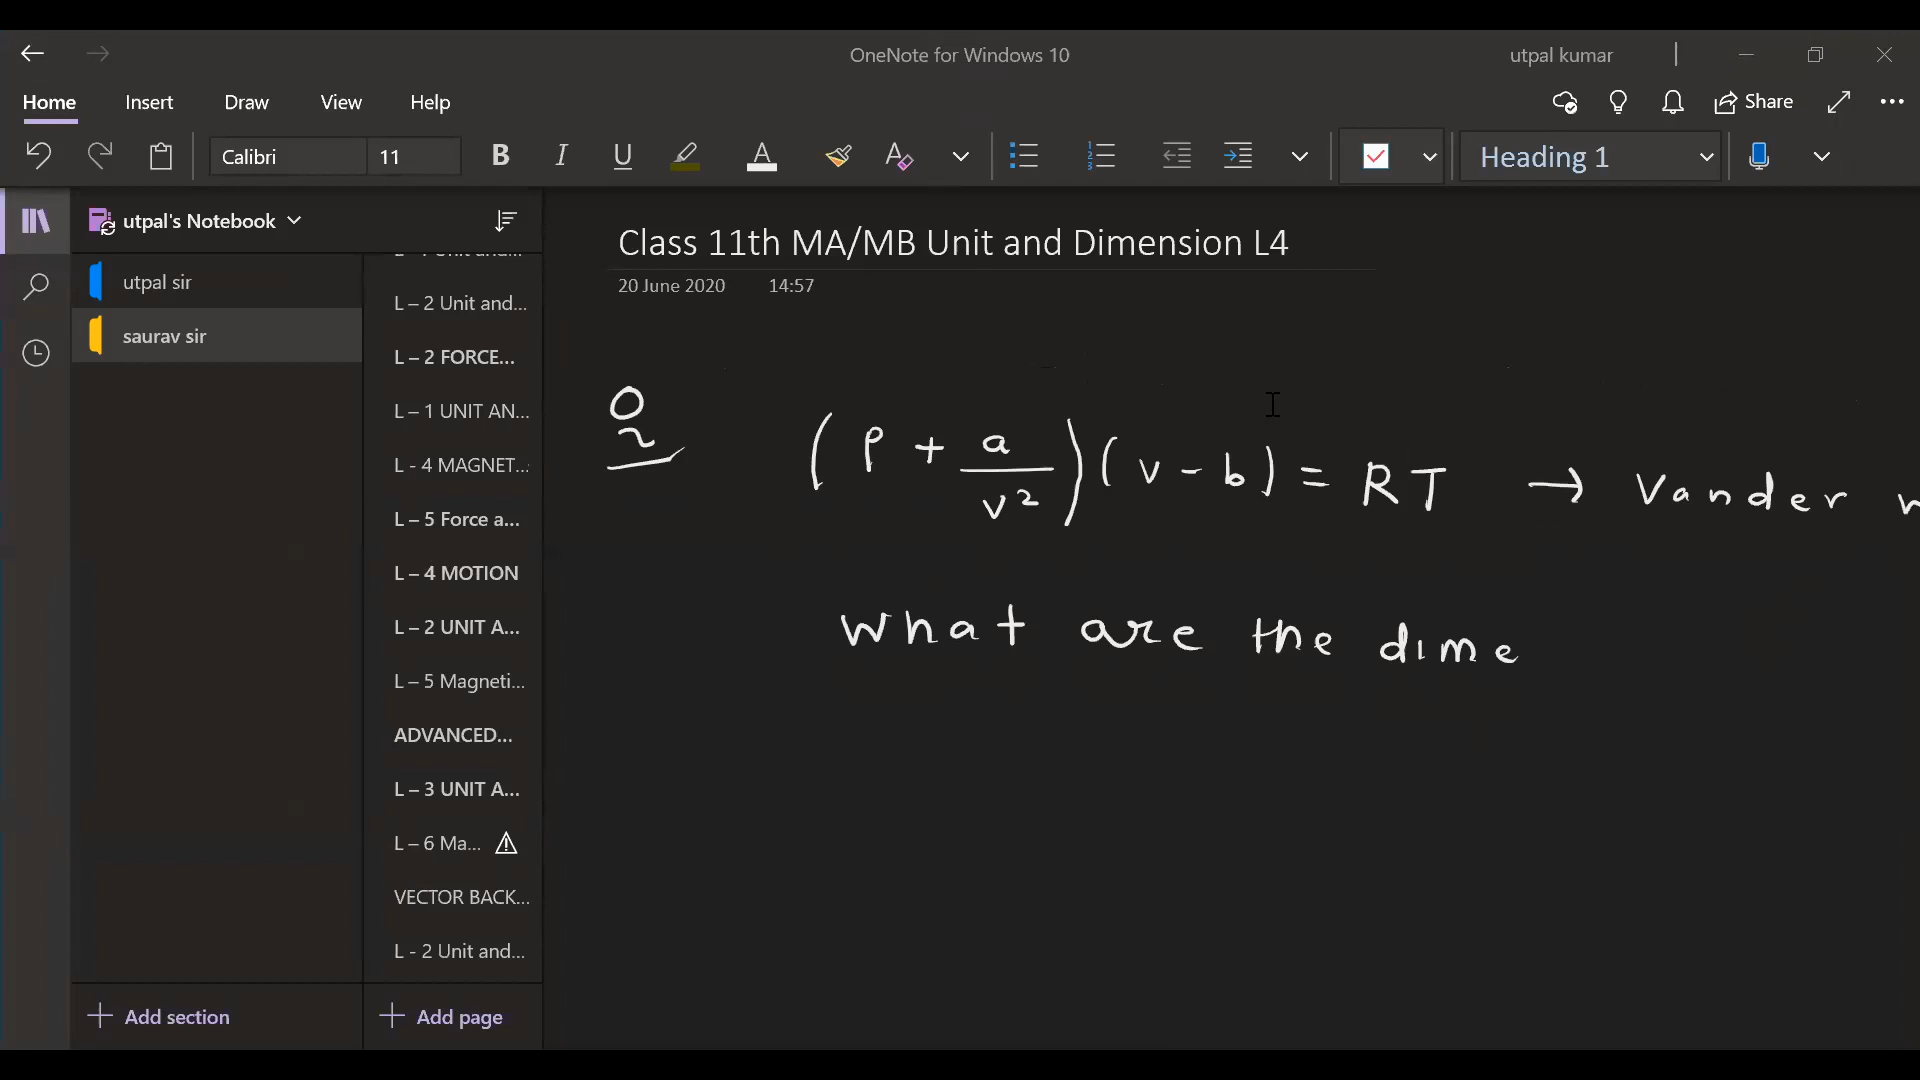 OneNote for Windows 10
utpal kumar
Home Insert Draw View Help
Share
Calibri 11 B I U A A Heading 1
utpal's Notebook
utpal sir
saurav sir
L – 2 Unit and...
L – 2 FORCE...
L – 1 UNIT AN...
L - 4 MAGNET...
L – 5 Force a...
L – 4 MOTION
L – 2 UNIT A...
L – 5 Magneti...
ADVANCED...
L – 3 UNIT A...
L – 6 Ma...
VECTOR BACK...
L - 2 Unit and...
Add section
Add page
Class 11th MA/MB Unit and Dimension L4
20 June 2020 14:57
Q (P + a/v²)(v - b) = RT → Vander
What are the dime